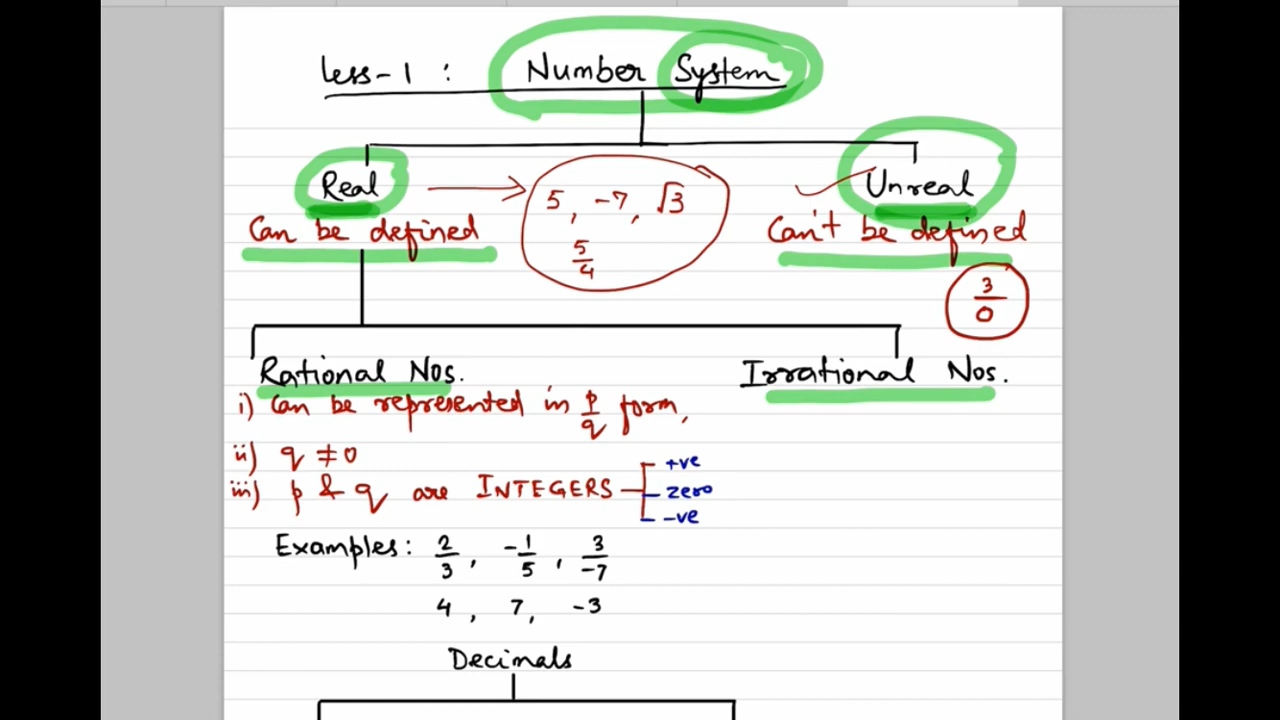 Less-1 : Number System
Real
Unreal
5, -7, √3
5/4
Can be defined
Can't be defined
3/0
Rational Nos.
Irrational Nos.
i) Can be represented in p/q form,
ii) q ≠ 0
iii) p & q are INTEGERS
+ve
zero
-ve
Examples: 2/3, -1/5, 3/-7
4, 7, -3
Decimals